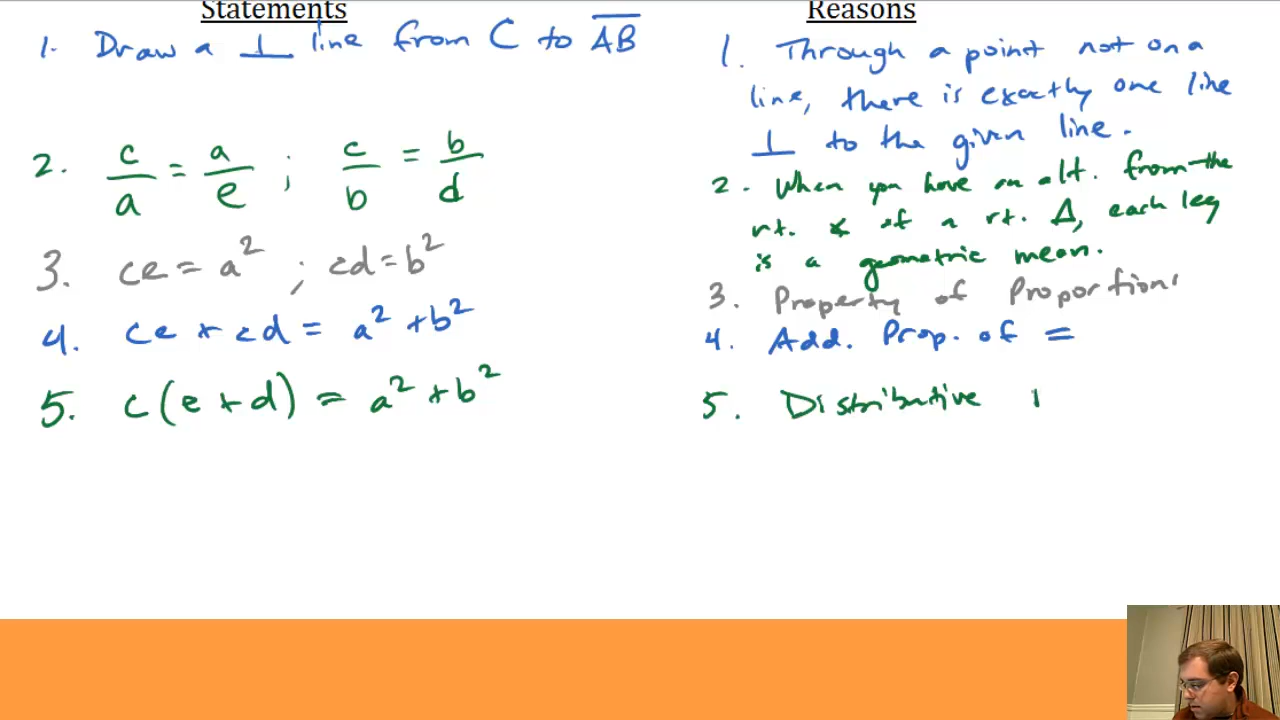 Statements
Reasons
1. Draw a ⊥ line from C to A̅B̅
1. Through a point not on a
line, there is exactly one line
⊥ to the given line.
2. c/a = a/e ; c/b = b/d
2. When you have an alt. from the
rt. ∡ of a rt. Δ, each leg
is a geometric mean.
3. ce = a² ; cd = b²
3. Property of Proportions
4. ce + cd = a² + b²
4. Add. Prop. of =
5. c(e + d) = a² + b²
5. Distributive